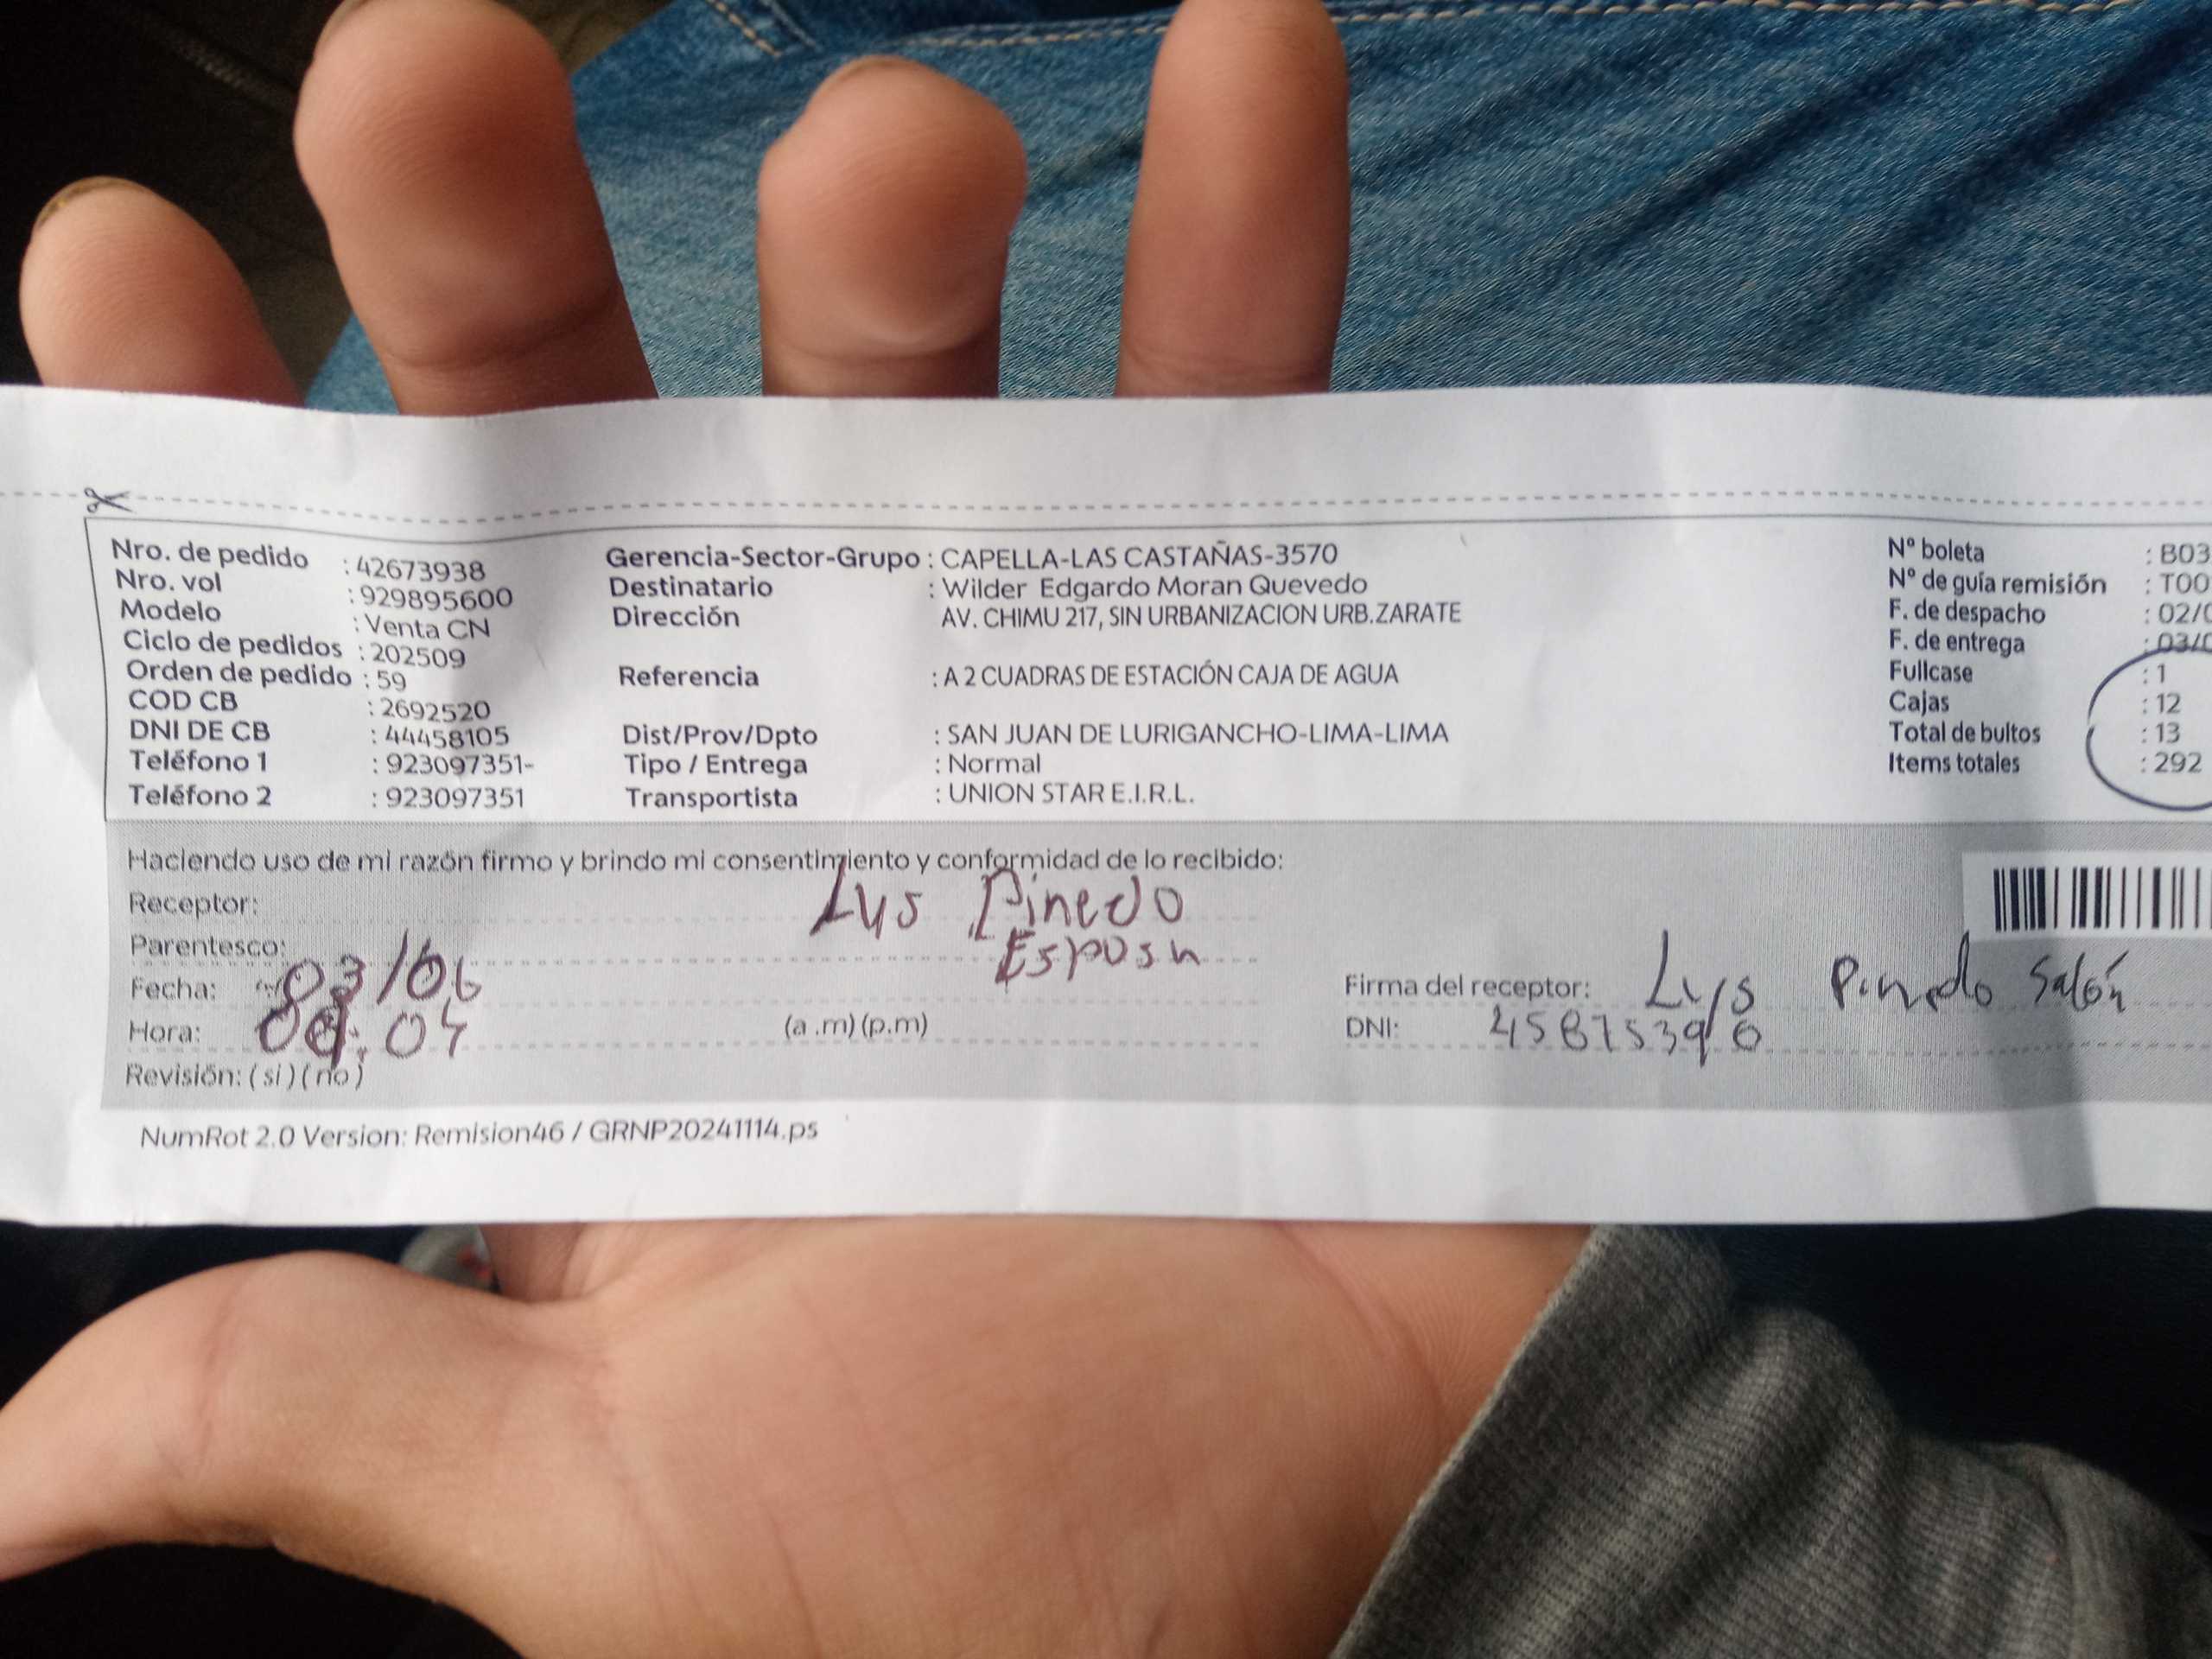 Nro. de pedido : 42673938
Nro. vol : 929895600
Modelo : Venta CN
Ciclo de pedidos : 202509
Orden de pedido : 59
COD CB : 2692520
DNI DE CB : 44458105
Teléfono 1 : 923097351-
Teléfono 2 : 923097351
Gerencia-Sector-Grupo : CAPELLA-LAS CASTAÑAS-3570
Destinatario : Wilder Edgardo Moran Quevedo
Dirección AV. CHIMU 217, SIN URBANIZACION URB.ZARATE
Referencia : A 2 CUADRAS DE ESTACIÓN CAJA DE AGUA
Dist/Prov/Dpto : SAN JUAN DE LURIGANCHO-LIMA-LIMA
Tipo / Entrega : Normal
Transportista : UNION STAR E.I.R.L.
Nº boleta : B03
Nº de guía remisión : T00
F. de despacho : 02/0
F. de entrega : 03/0
Fullcase : 1
Cajas : 12
Total de bultos : 13
Items totales : 292
Haciendo uso de mi razón firmo y brindo mi consentimiento y conformidad de lo recibido:
Receptor: Lys Pinedo
Parentesco: Esposa
Fecha: 03/06
Hora: 09:04 (a .m) (p.m)
Revisión: ( si ) ( no )
Firma del receptor: Lys Pinedo
DNI:
NumRot 2.0 Version: Remision46 / GRNP20241114.ps